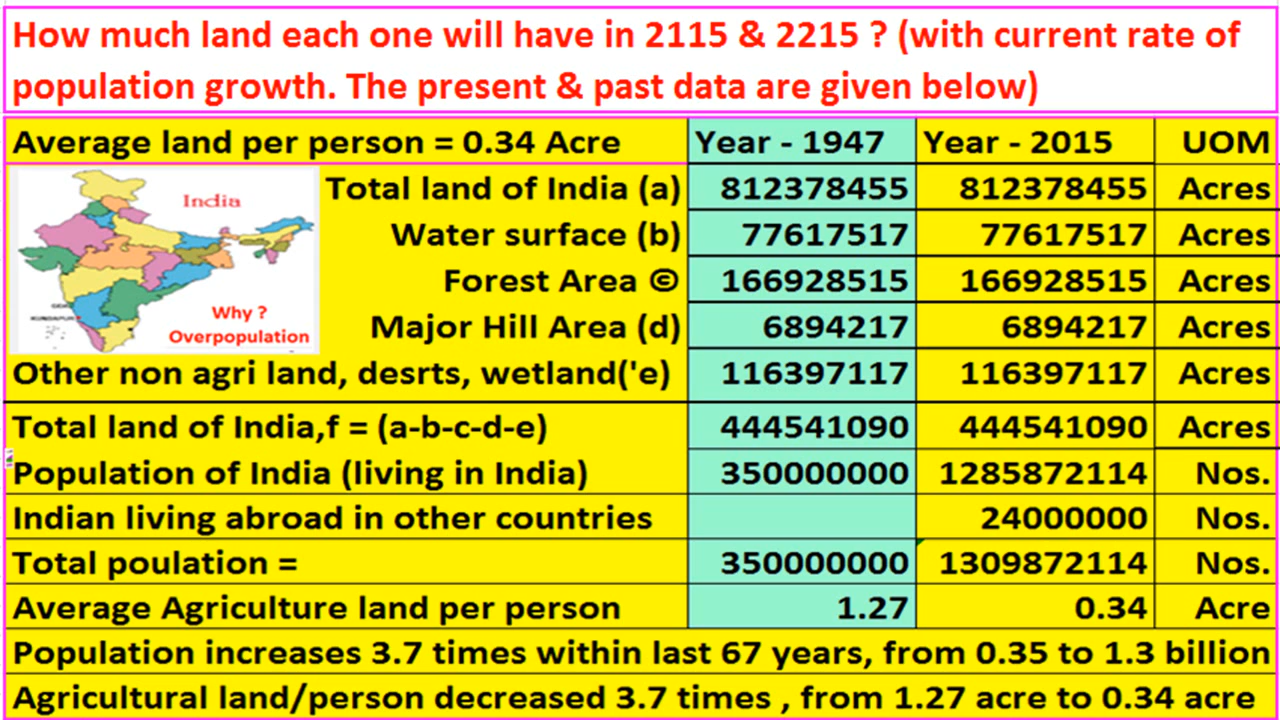 How much land each one will have in 2115 & 2215 ? (with current rate of
population growth. The present & past data are given below)
Average land per person = 0.34 Acre Year - 1947 Year - 2015 UOM
India
Why ?
Overpopulation
Total land of India (a) 812378455 812378455 Acres
Water surface (b) 77617517 77617517 Acres
Forest Area © 166928515 166928515 Acres
Major Hill Area (d) 6894217 6894217 Acres
Other non agri land, desrts, wetland('e) 116397117 116397117 Acres
Total land of India,f = (a-b-c-d-e) 444541090 444541090 Acres
Population of India (living in India) 350000000 1285872114 Nos.
Indian living abroad in other countries 24000000 Nos.
Total poulation = 350000000 1309872114 Nos.
Average Agriculture land per person 1.27 0.34 Acre
Population increases 3.7 times within last 67 years, from 0.35 to 1.3 billion
Agricultural land/person decreased 3.7 times , from 1.27 acre to 0.34 acre